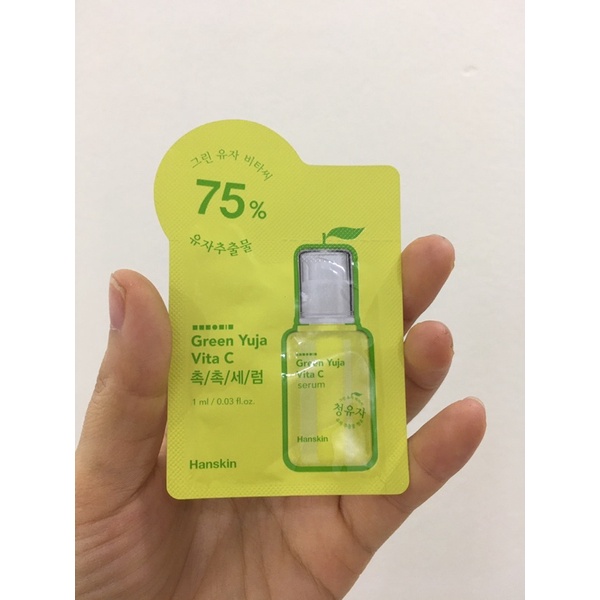 그린 유자 비타씨
75%
유자추출물
Green Yuja
Vita C
촉/촉/세/럼
1 ml / 0.03 fl.oz.
Hanskin
Green Yuja
Vita C
serum
청유자
Hanskin